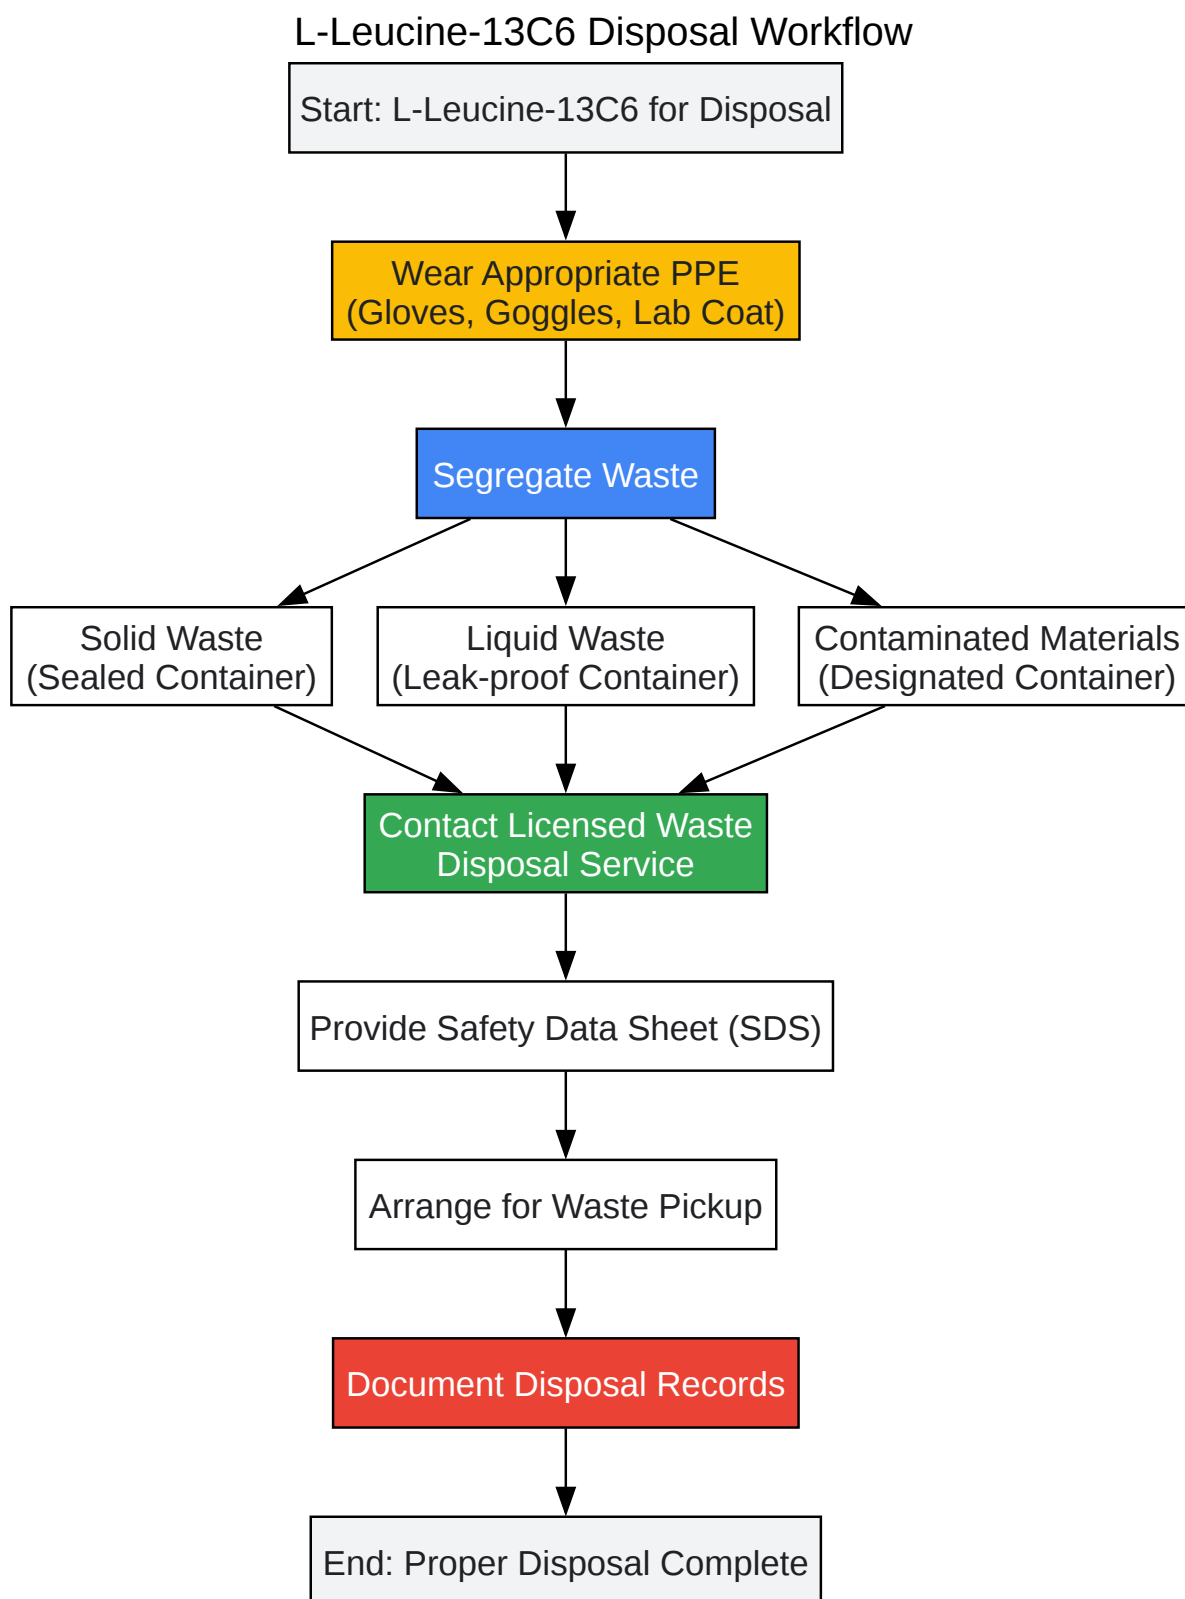 L-Leucine-13C6 Disposal Workflow
Start: L-Leucine-13C6 for Disposal
Wear Appropriate PPE
(Gloves, Goggles, Lab Coat)
Segregate Waste
Solid Waste
(Sealed Container)
Liquid Waste
(Leak-proof Container)
Contaminated Materials
(Designated Container)
Contact Licensed Waste
Disposal Service
Provide Safety Data Sheet (SDS)
Arrange for Waste Pickup
Document Disposal Records
End: Proper Disposal Complete